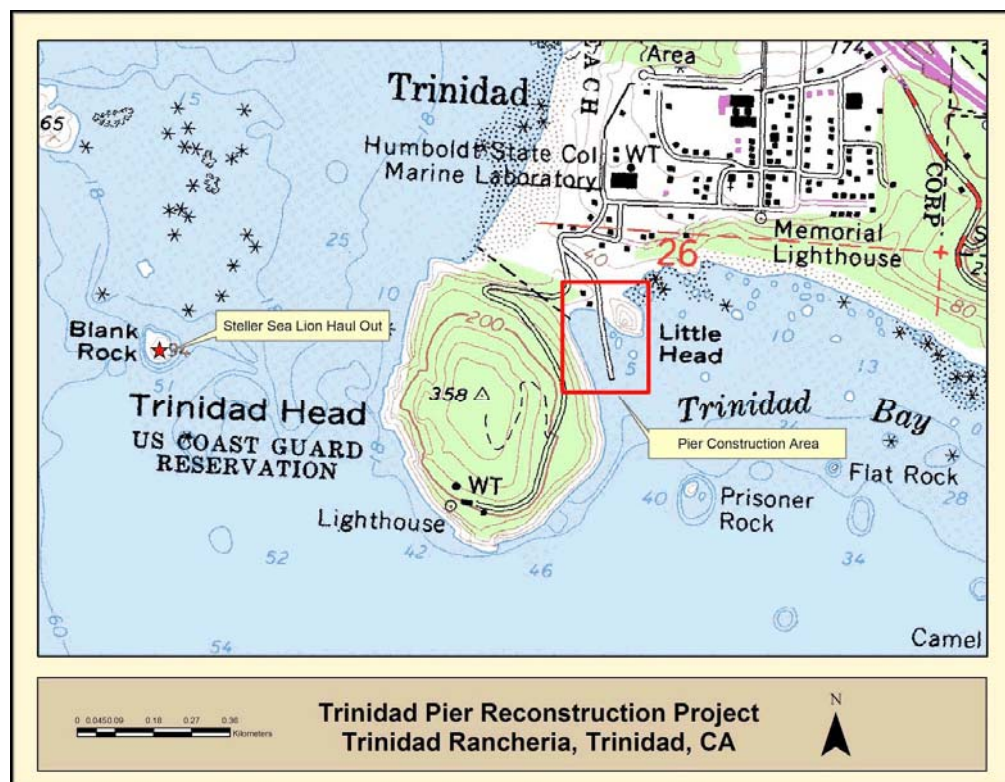 65
15
18
18
25
10
Trinidad
Humboldt State Col
Marine Laboratory
BEACH
Area
WT
174
CORP
Memorial
Lighthouse
26
40
80
Blank
Rock
94
51
Steller Sea Lion Haul Out
Trinidad Head
US COAST GUARD
RESERVATION
200
358
WT
Lighthouse
Little
Head
5
10
13
Trinidad Bay
Pier Construction Area
Flat Rock
28
40
Prisoner
Rock
34
42
46
52
54
60
Camel
0 0.045 0.09 0.18 0.27 0.36
Kilometers
Trinidad Pier Reconstruction Project
Trinidad Rancheria, Trinidad, CA
N